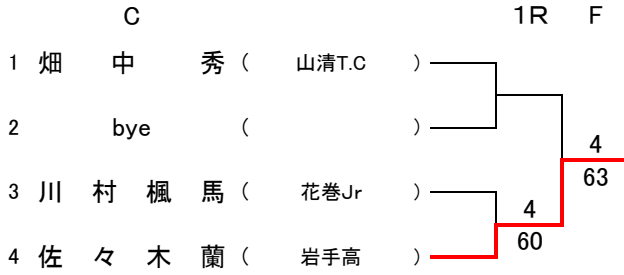 C 1R F
1 畑 中 秀 ( 山清T.C )
2 bye ( )
4
63
3 川 村 楓 馬 ( 花巻Jr )
4
60
4 佐 々 木 蘭 ( 岩手高 )